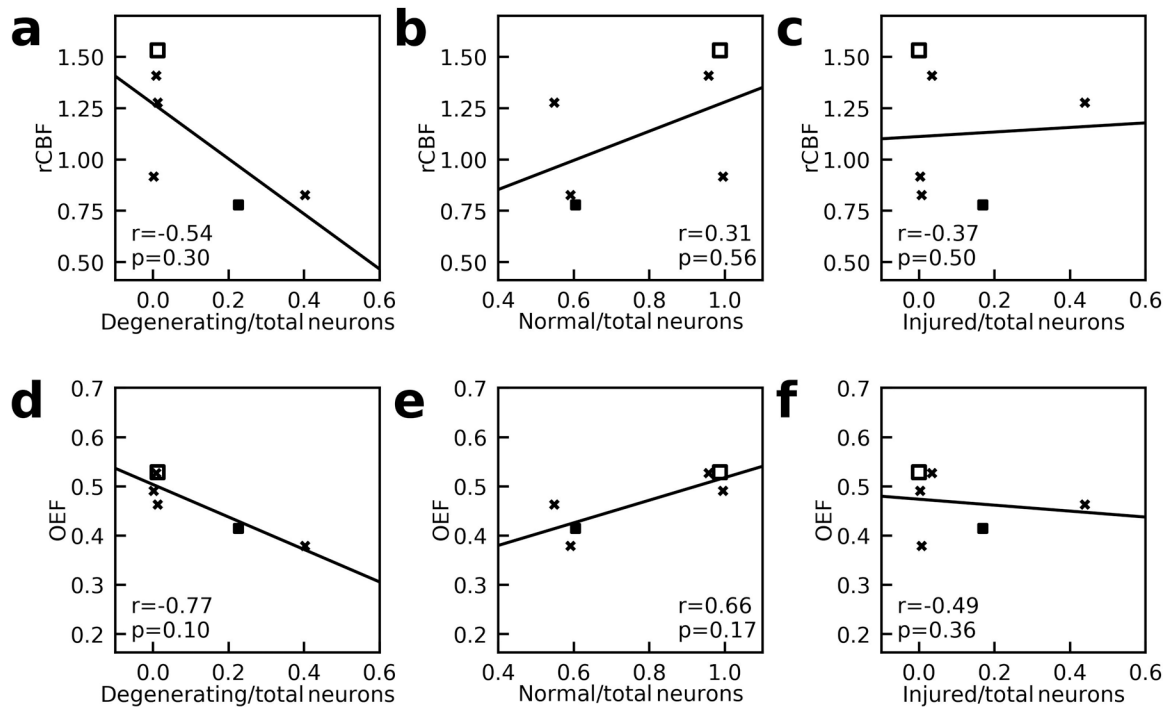 a
b
c
1.50
1.25
1.00
0.75
0.50
rCBF
r=-0.54
p=0.30
0.0 0.2 0.4 0.6
Degenerating/total neurons
1.50
1.25
1.00
0.75
0.50
rCBF
r=0.31
p=0.56
0.4 0.6 0.8 1.0
Normal/total neurons
1.50
1.25
1.00
0.75
0.50
rCBF
r=-0.37
p=0.50
0.0 0.2 0.4 0.6
Injured/total neurons
d
e
f
0.7
0.6
0.5
0.4
0.3
0.2
OEF
r=-0.77
p=0.10
0.0 0.2 0.4 0.6
Degenerating/total neurons
0.7
0.6
0.5
0.4
0.3
0.2
OEF
r=0.66
p=0.17
0.4 0.6 0.8 1.0
Normal/total neurons
0.7
0.6
0.5
0.4
0.3
0.2
OEF
r=-0.49
p=0.36
0.0 0.2 0.4 0.6
Injured/total neurons